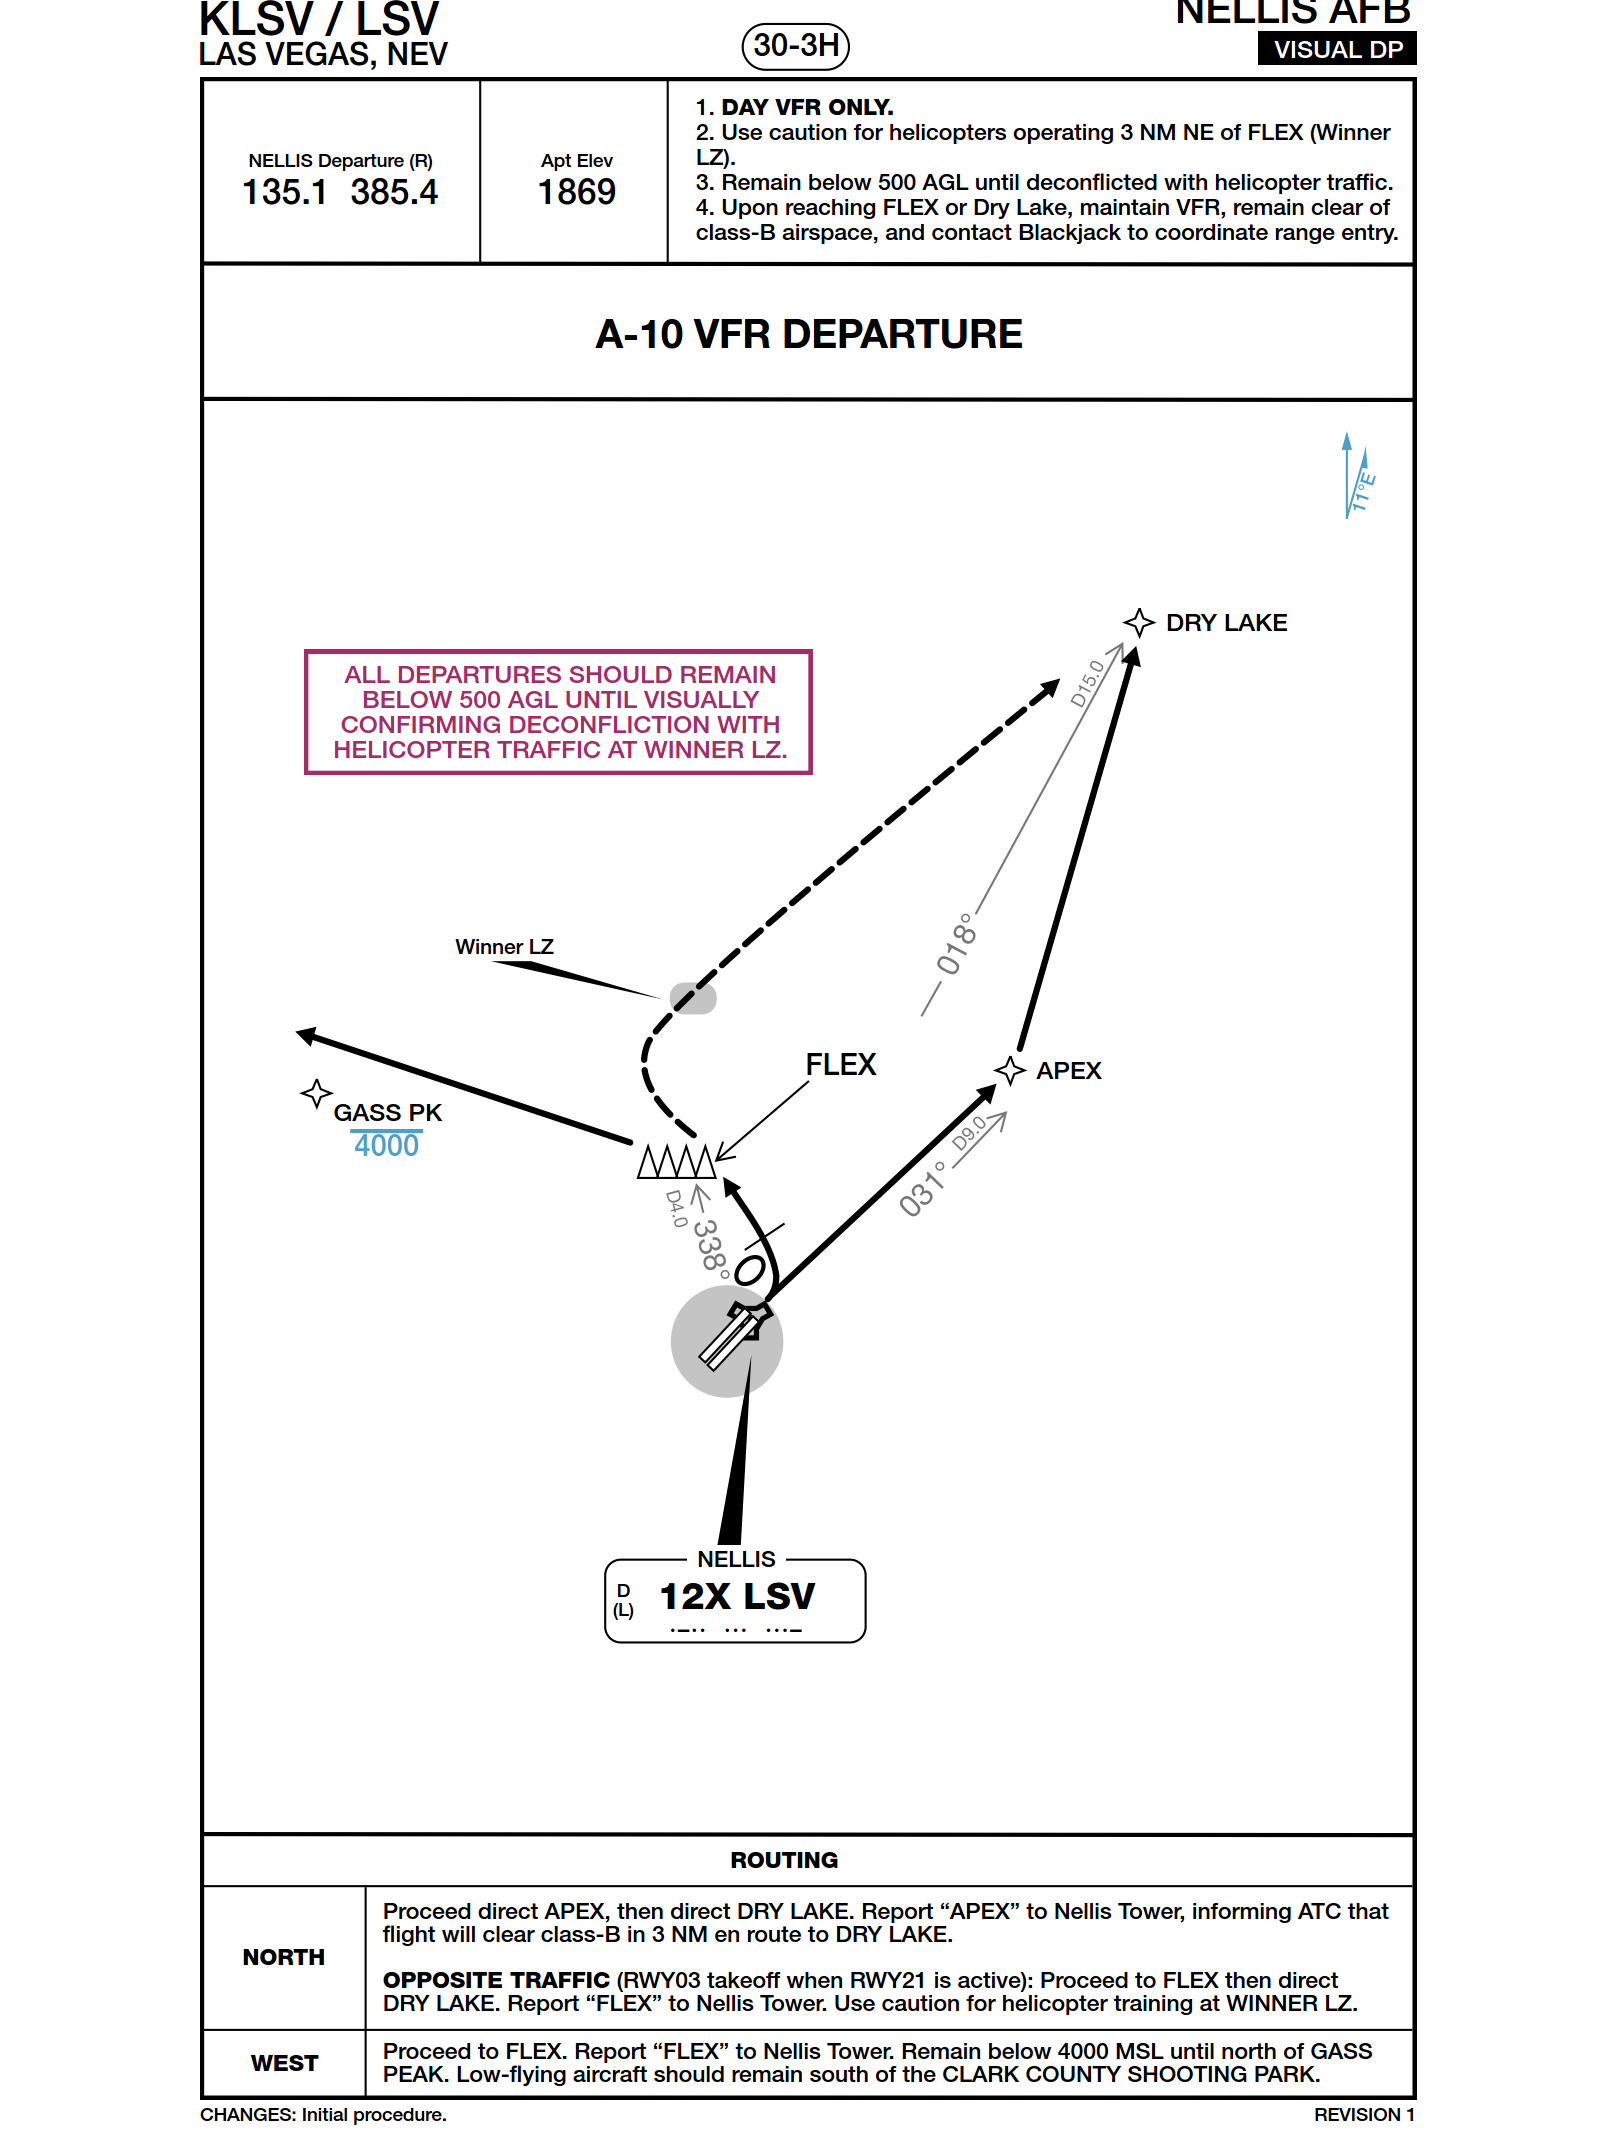 KLSV / LSV
LAS VEGAS, NEV
30-3H
NELLIS AFB
VISUAL DP
NELLIS Departure (R)
135.1 385.4
Apt Elev
1869
1. DAY VFR ONLY.
2. Use caution for helicopters operating 3 NM NE of FLEX (Winner
LZ).
3. Remain below 500 AGL until deconflicted with helicopter traffic.
4. Upon reaching FLEX or Dry Lake, maintain VFR, remain clear of
class-B airspace, and contact Blackjack to coordinate range entry.
A-10 VFR DEPARTURE
11°E
DRY LAKE
D15.0
ALL DEPARTURES SHOULD REMAIN
BELOW 500 AGL UNTIL VISUALLY
CONFIRMING DECONFLICTION WITH
HELICOPTER TRAFFIC AT WINNER LZ.
018°
Winner LZ
FLEX
APEX
GASS PK
4000
D9.0
031°
D4.0
338°
NELLIS
D
(L)
12X LSV
ROUTING
NORTH
Proceed direct APEX, then direct DRY LAKE. Report “APEX” to Nellis Tower, informing ATC that
flight will clear class-B in 3 NM en route to DRY LAKE.
OPPOSITE TRAFFIC (RWY03 takeoff when RWY21 is active): Proceed to FLEX then direct
DRY LAKE. Report “FLEX” to Nellis Tower. Use caution for helicopter training at WINNER LZ.
WEST
Proceed to FLEX. Report “FLEX” to Nellis Tower. Remain below 4000 MSL until north of GASS
PEAK. Low-flying aircraft should remain south of the CLARK COUNTY SHOOTING PARK.
CHANGES: Initial procedure.
REVISION 1